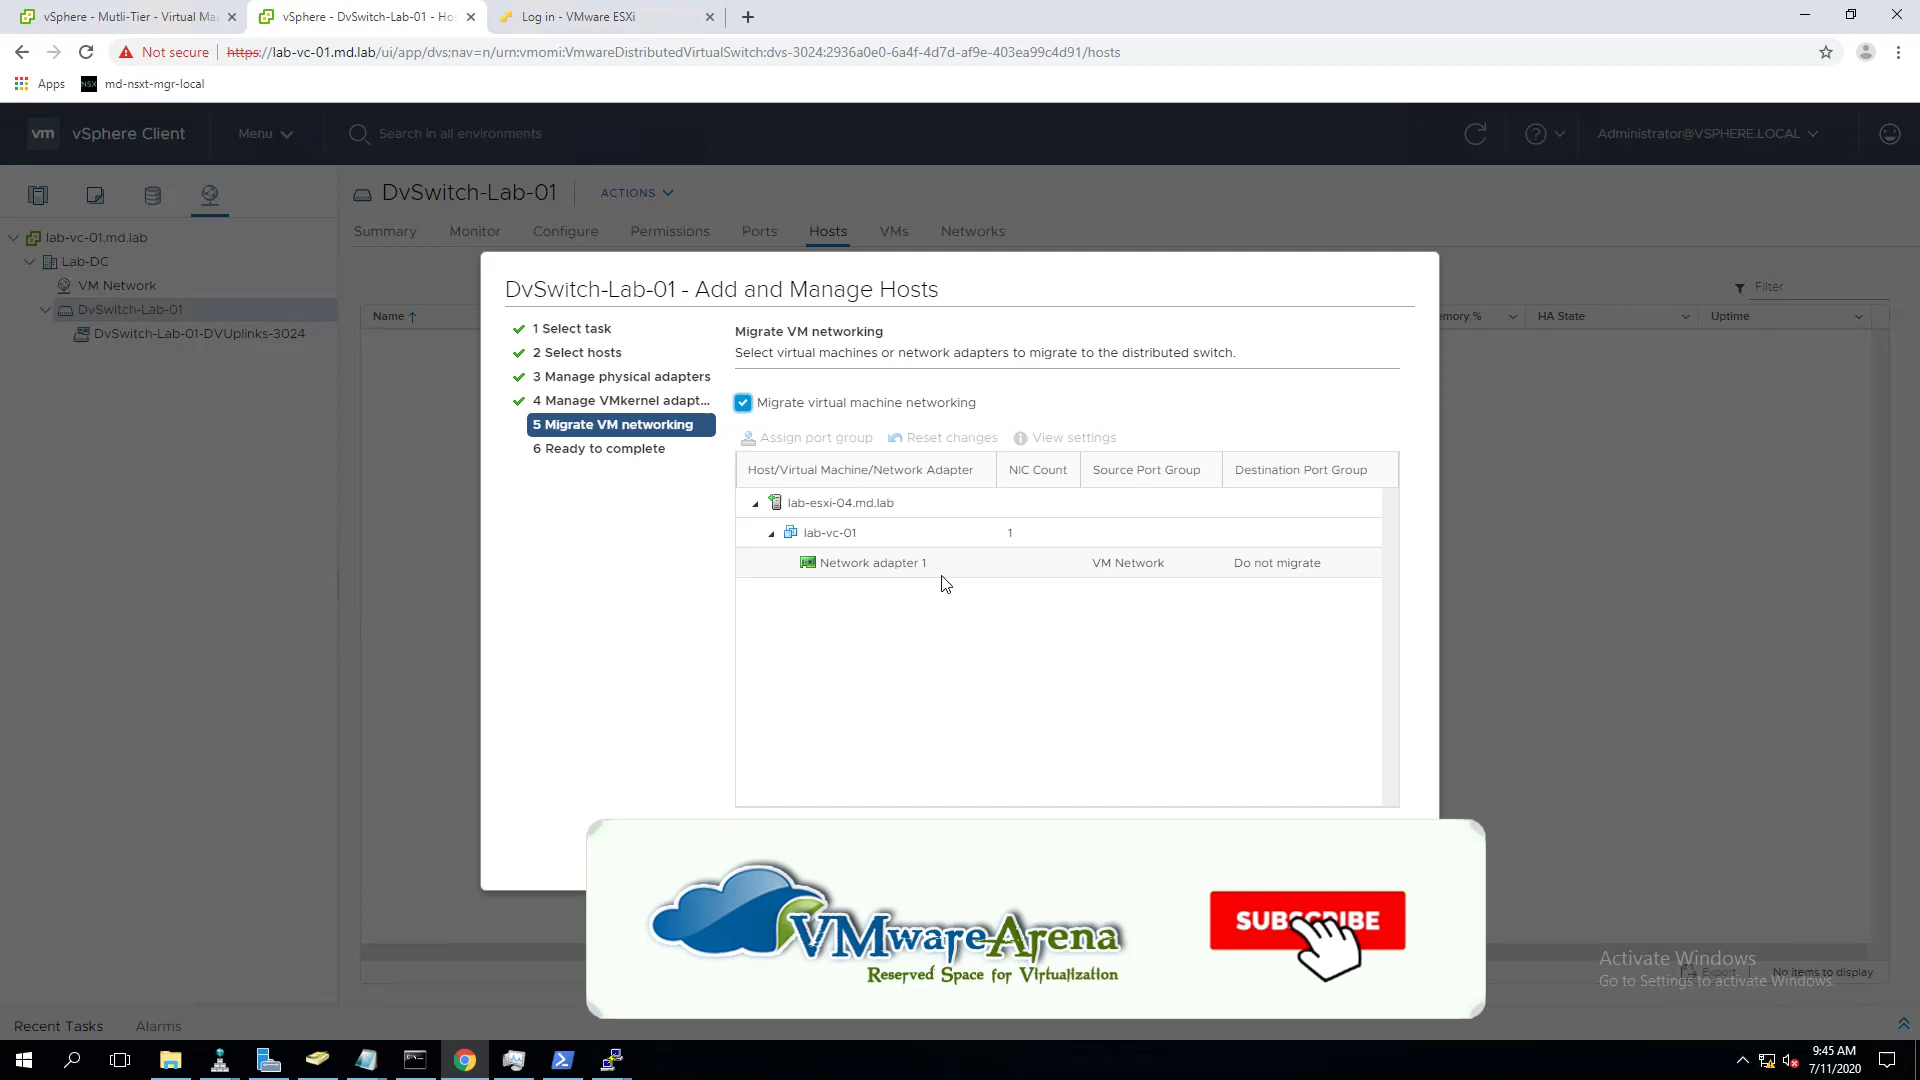 vSphere - Mutli-Tier - Virtual Ma
vSphere - DvSwitch-Lab-01 - Hos
Log in - VMware ESXi
Not secure
https://lab-vc-01.md.lab/ui/app/dvs;nav=n/urn:vmomi:VmwareDistributedVirtualSwitch:dvs-3024:2936a0e0-6a4f-4d7d-af9e-403ea99c4d91/hosts
Apps
NSX
md-nsxt-mgr-local
vm
vSphere Client
Menu
Search in all environments
Administrator@VSPHERE.LOCAL
DvSwitch-Lab-01
ACTIONS
Summary
Monitor
Configure
Permissions
Ports
Hosts
VMs
Networks
lab-vc-01.md.lab
Lab-DC
VM Network
DvSwitch-Lab-01
DvSwitch-Lab-01-DVUplinks-3024
Filter
Name
emory %
HA State
Uptime
DvSwitch-Lab-01 - Add and Manage Hosts
1 Select task
2 Select hosts
3 Manage physical adapters
4 Manage VMkernel adapt...
5 Migrate VM networking
6 Ready to complete
Migrate VM networking
Select virtual machines or network adapters to migrate to the distributed switch.
Migrate virtual machine networking
Assign port group
Reset changes
View settings
Host/Virtual Machine/Network Adapter
NIC Count
Source Port Group
Destination Port Group
lab-esxi-04.md.lab
lab-vc-01
1
Network adapter 1
VM Network
Do not migrate
VMwareArena
Reserved Space for Virtualization
SUBSCRIBE
Activate Windows
Go to Settings to activate Windows.
Export
No items to display
Recent Tasks
Alarms
9:45 AM
7/11/2020